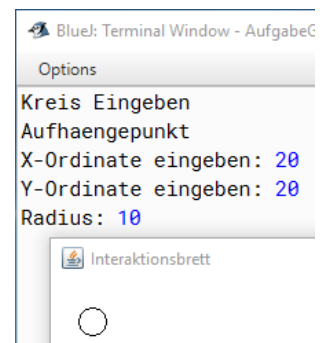 BlueJ: Terminal Window - AufgabeG
Options
Kreis Eingeben
Aufhaengepunkt
X-Ordinate eingeben: 20
Y-Ordinate eingeben: 20
Radius: 10
Interaktionsbrett